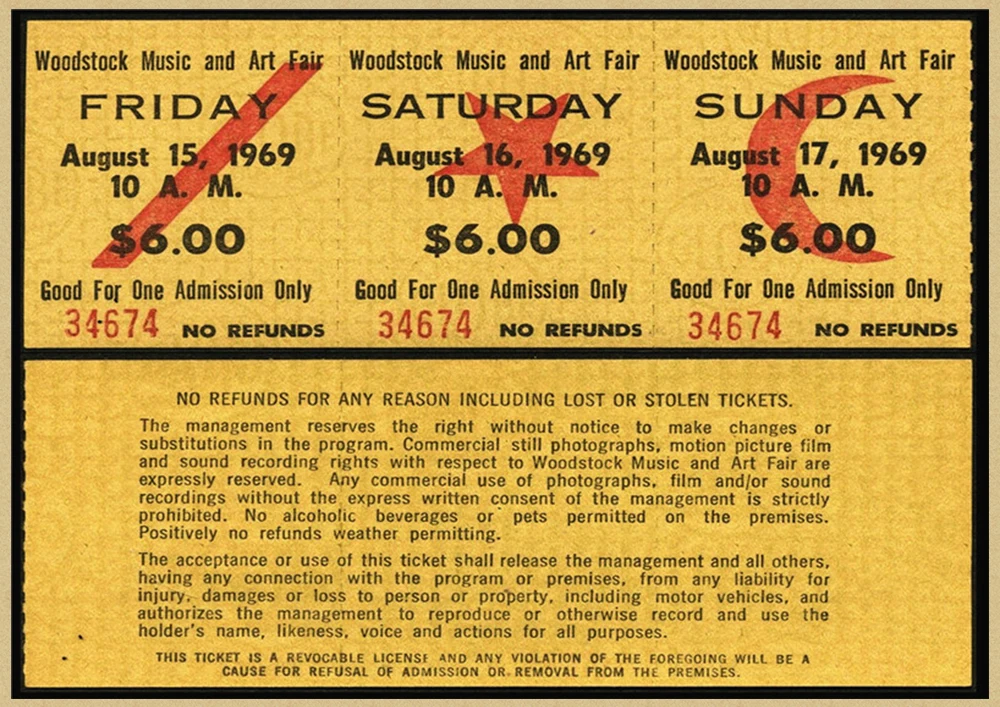 Woodstock Music and Art Fair
FRIDAY
August 15, 1969
10 A. M.
$6.00
Good For One Admission Only
34674 NO REFUNDS
Woodstock Music and Art Fair
SATURDAY
August 16, 1969
10 A. M.
$6.00
Good For One Admission Only
34674 NO REFUNDS
Woodstock Music and Art Fair
SUNDAY
August 17, 1969
10 A. M.
$6.00
Good For One Admission Only
34674 NO REFUNDS
NO REFUNDS FOR ANY REASON INCLUDING LOST OR STOLEN TICKETS.
The management reserves the right without notice to make changes or
substitutions in the program. Commercial still photographs, motion picture film
and sound recording rights with respect to Woodstock Music and Art Fair are
expressly reserved. Any commercial use of photographs, film and/or sound
recordings without the express written consent of the management is strictly
prohibited. No alcoholic beverages or pets permitted on the premises.
Positively no refunds weather permitting.
The acceptance or use of this ticket shall release the management and all others,
having any connection with the program or premises, from any liability for
injury, damages or loss to person or property, including motor vehicles, and
authorizes the management to reproduce or otherwise record and use the
holder's name, likeness, voice and actions for all purposes.
THIS TICKET IS A REVOCABLE LICENSE AND ANY VIOLATION OF THE FOREGOING WILL BE A
CAUSE FOR REFUSAL OF ADMISSION OR REMOVAL FROM THE PREMISES.